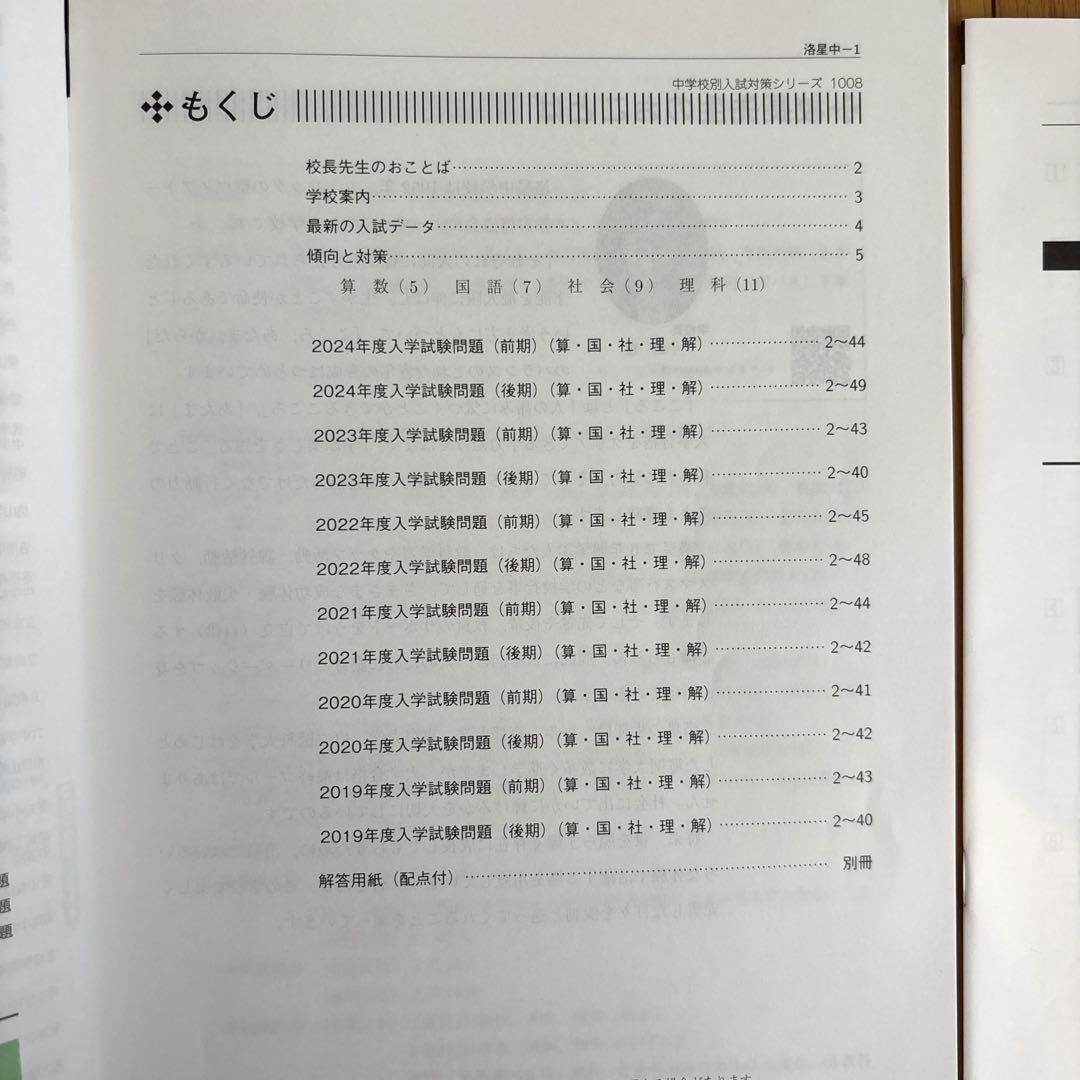 洛星中－1
中学校別入試対策シリーズ 1008
もくじ
校長先生のおことば…………………………………………………… 2
学校案内…………………………………………………… 3
最新の入試データ…………………………………………………… 4
傾向と対策…………………………………………………… 5
算 数（5） 国 語（7） 社 会（9） 理 科（11）
2024年度入学試験問題（前期）（算・国・社・理・解）………………… 2〜44
2024年度入学試験問題（後期）（算・国・社・理・解）………………… 2〜49
2023年度入学試験問題（前期）（算・国・社・理・解）………………… 2〜43
2023年度入学試験問題（後期）（算・国・社・理・解）………………… 2〜40
2022年度入学試験問題（前期）（算・国・社・理・解）………………… 2〜45
2022年度入学試験問題（後期）（算・国・社・理・解）………………… 2〜48
2021年度入学試験問題（前期）（算・国・社・理・解）………………… 2〜44
2021年度入学試験問題（後期）（算・国・社・理・解）………………… 2〜42
2020年度入学試験問題（前期）（算・国・社・理・解）………………… 2〜41
2020年度入学試験問題（後期）（算・国・社・理・解）………………… 2〜42
2019年度入学試験問題（前期）（算・国・社・理・解）………………… 2〜43
2019年度入学試験問題（後期）（算・国・社・理・解）………………… 2〜40
解答用紙（配点付）…………………………………………………… 別冊
題
題
題